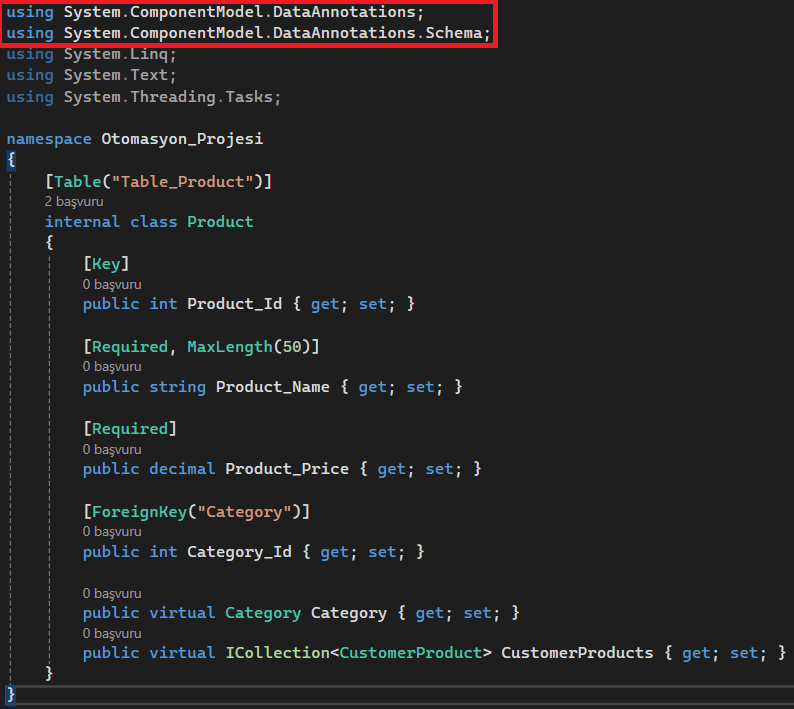 using System.ComponentModel.DataAnnotations;
using System.ComponentModel.DataAnnotations.Schema;
using System.Linq;
using System.Text;
using System.Threading.Tasks;
namespace Otomasyon_Projesi
{
[Table("Table_Product")]
2 başvuru
internal class Product
{
[Key]
0 başvuru
public int Product_Id { get; set; }
[Required, MaxLength(50)]
0 başvuru
public string Product_Name { get; set; }
[Required]
0 başvuru
public decimal Product_Price { get; set; }
[ForeignKey("Category")]
0 başvuru
public int Category_Id { get; set; }
0 başvuru
public virtual Category Category { get; set; }
0 başvuru
public virtual ICollection<CustomerProduct> CustomerProducts { get; set; }
}
}